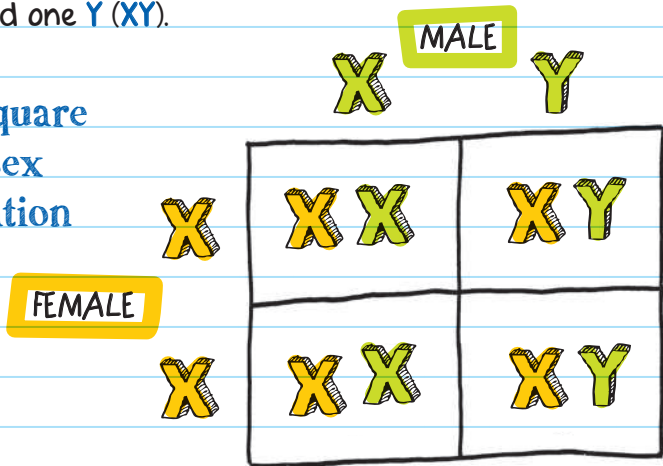 d one Y (XY).
MALE
X Y
quare
ex
tion
X XX XY
FEMALE
X XX XY